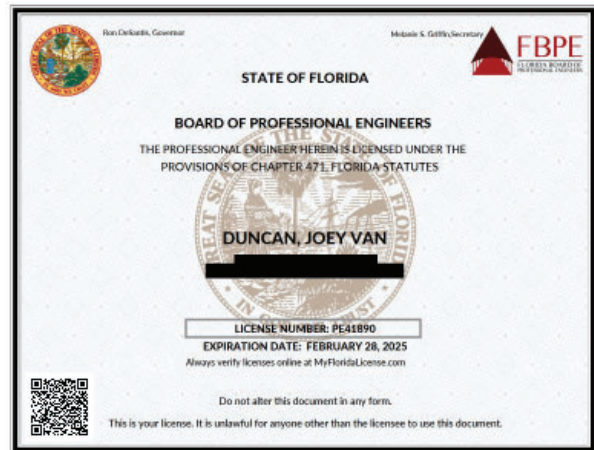 Ron DeSantis, Governor
Melanie S. Griffin, Secretary
FBPE
FLORIDA BOARD OF
PROFESSIONAL ENGINEERS
STATE OF FLORIDA
BOARD OF PROFESSIONAL ENGINEERS
THE PROFESSIONAL ENGINEER HEREIN IS LICENSED UNDER THE
PROVISIONS OF CHAPTER 471, FLORIDA STATUTES
DUNCAN, JOEY VAN
LICENSE NUMBER: PE41890
EXPIRATION DATE: FEBRUARY 28, 2025
Always verify licenses online at MyFloridaLicense.com
Do not alter this document in any form.
This is your license. It is unlawful for anyone other than the licensee to use this document.